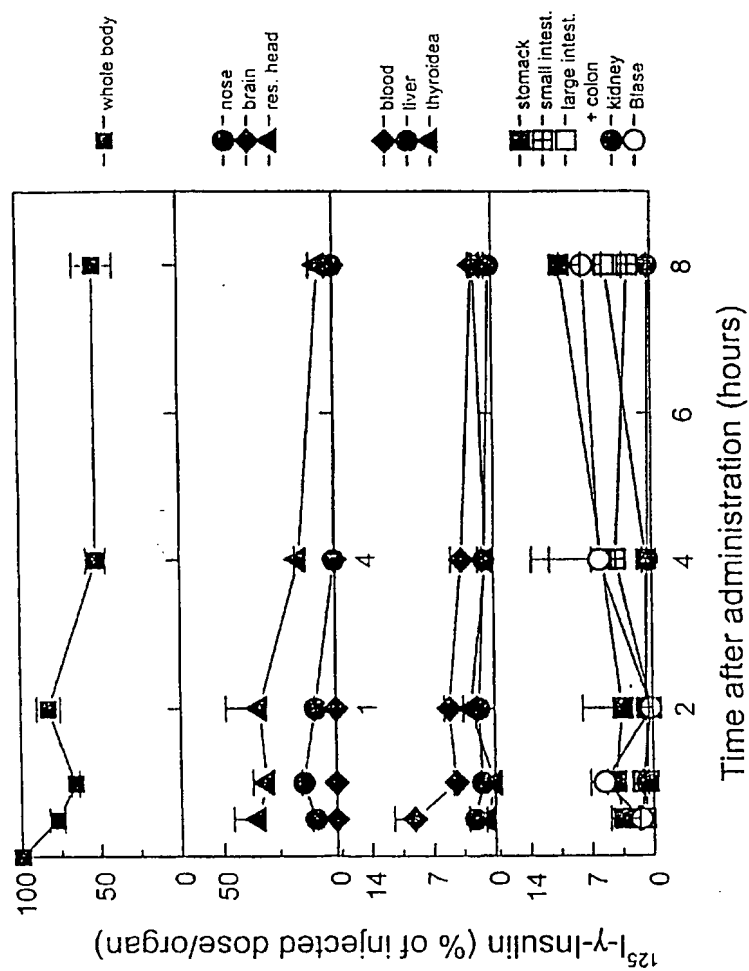 ¹²⁵I-γ-Insulin (% of injected dose/organ)
100
50
0
50
0
14
7
0
14
7
0
1
4
2
4
6
8
Time after administration (hours)
whole body
nose
brain
res. head
blood
liver
thyroidea
stomack
small intest.
large intest.
+ colon
kidney
Blase